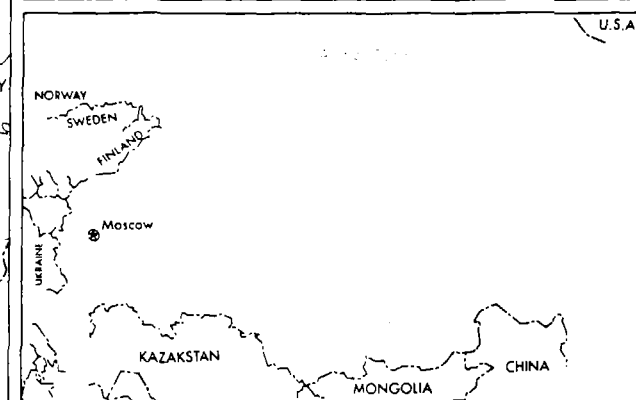 U.S.A
NORWAY
SWEDEN
FINLAND
Moscow
UKRAINE
KAZAKSTAN
CHINA
MONGOLIA